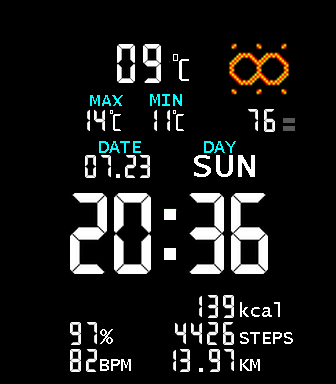 09°C
MAX MIN
14°C 11°C 76
DATE DAY
07.23 SUN
20:36
139kcal
97% 4426STEPS
82BPM 13.97KM